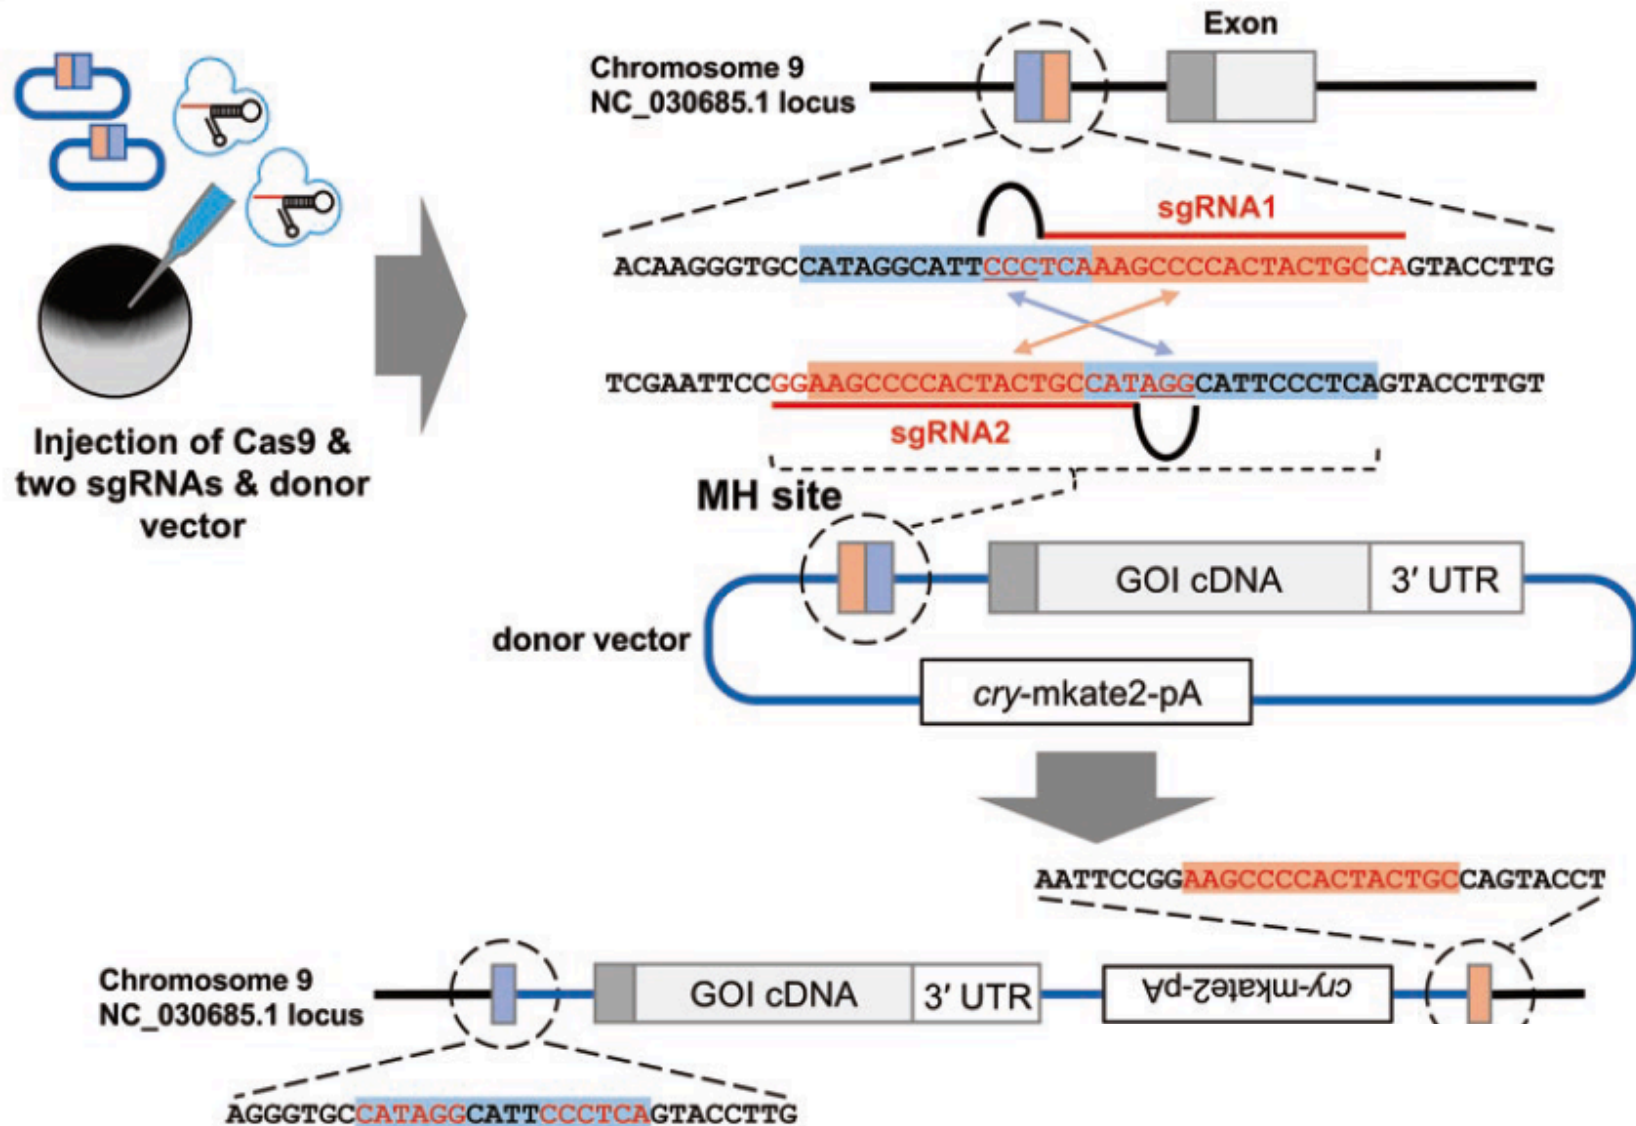 Exon
Chromosome 9
NC_030685.1 locus
sgRNA1
ACAAGGGTGCCATAGGCATTCCCTCAAAGCCCCACTACTGCCAGTACCTTG
TCGAATTCCGGAAGCCCCACTACTGCCATAGGCATTCCCTCAGTACCTTGT
sgRNA2
Injection of Cas9 &
two sgRNAs & donor
vector
MH site
GOI cDNA
3′ UTR
donor vector
cry-mkate2-pA
AATTCCGGAAGCCCCACTACTGCCAGTACCT
Chromosome 9
NC_030685.1 locus
GOI cDNA
3′ UTR
cry-mkate2-pA
AGGGTGCCATAGGCATTCCCTCAGTACCTTG